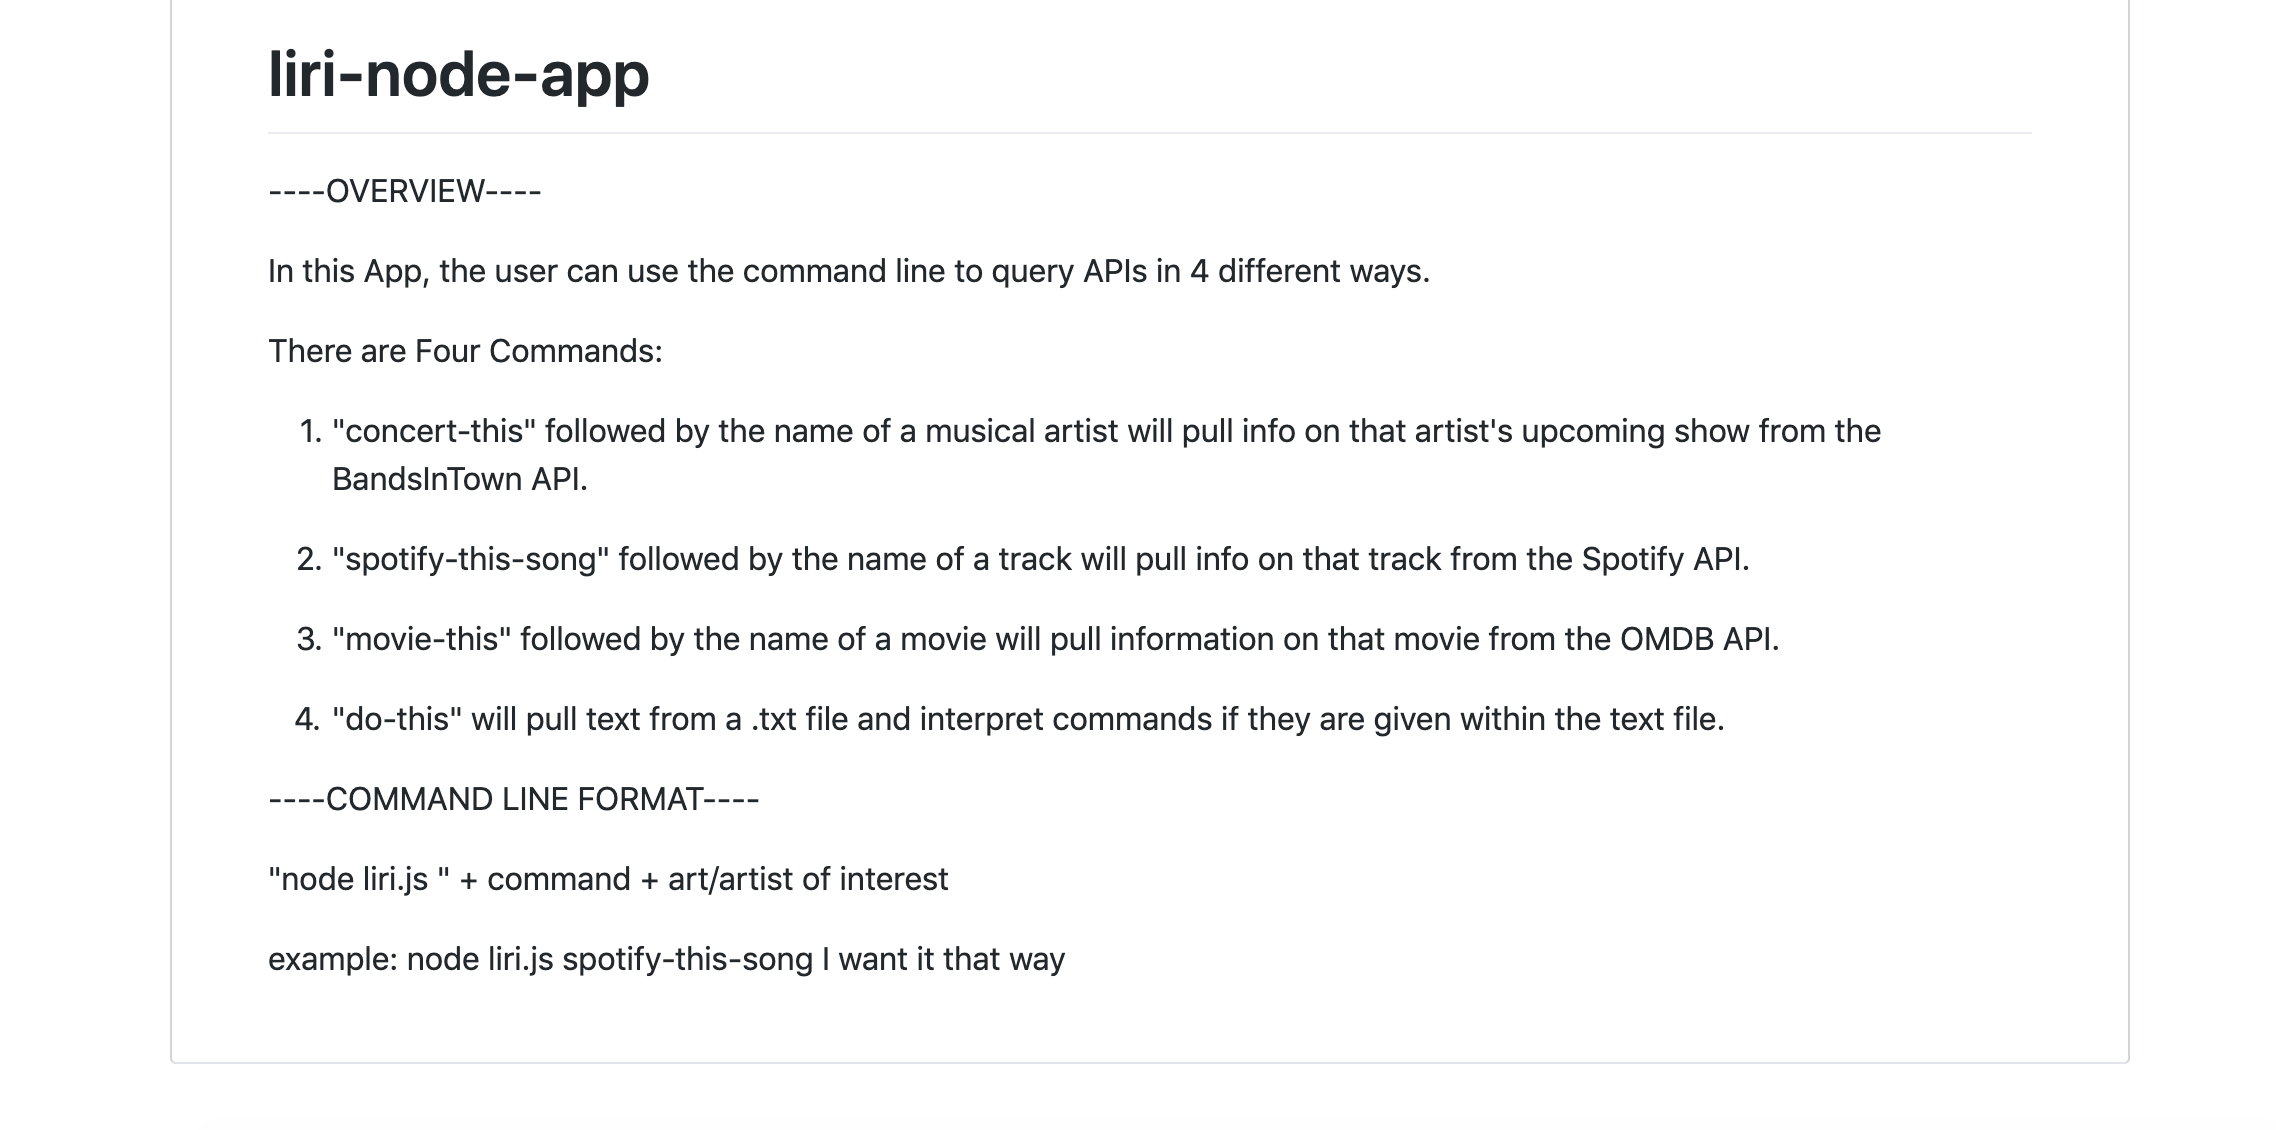 liri-node-app
----OVERVIEW----
In this App, the user can use the command line to query APIs in 4 different ways.
There are Four Commands:
1. "concert-this" followed by the name of a musical artist will pull info on that artist's upcoming show from the
BandsInTown API.
2. "spotify-this-song" followed by the name of a track will pull info on that track from the Spotify API.
3. "movie-this" followed by the name of a movie will pull information on that movie from the OMDB API.
4. "do-this" will pull text from a .txt file and interpret commands if they are given within the text file.
----COMMAND LINE FORMAT----
"node liri.js " + command + art/artist of interest
example: node liri.js spotify-this-song I want it that way